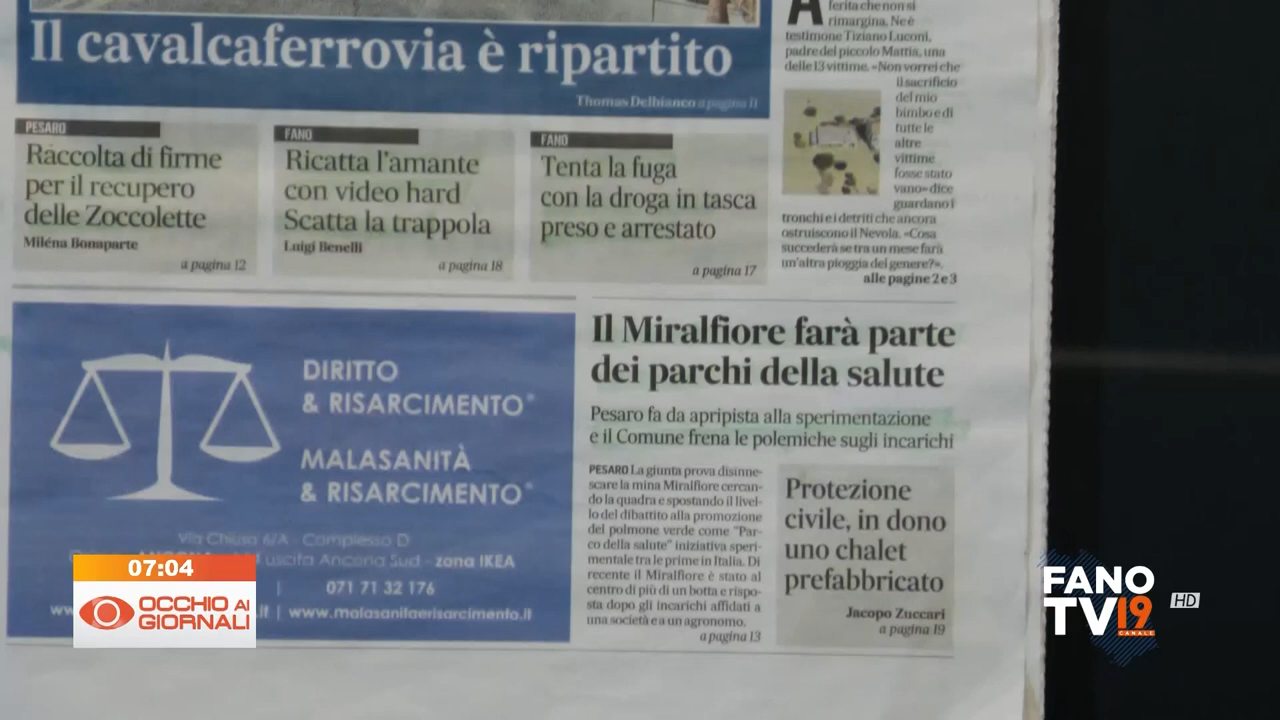 Il cavalcaferrovia è ripartito
Thomas Delbianco a pagina 11
PESARO
Raccolta di firme
per il recupero
delle Zoccolette
Miléna Bonaparte
a pagina 12
FANO
Ricatta l'amante
con video hard
Scatta la trappola
Luigi Benelli
a pagina 18
FANO
Tenta la fuga
con la droga in tasca
preso e arrestato
a pagina 17
A
ferita che non si
rimargina. Ne è
testimone Tiziano Luconi,
padre del piccolo Mattia, una
delle 13 vittime. «Non vorrei che
il sacrificio
del mio
bimbo e di
tutte le
altre
vittime
fosse stato
vano» dice
guardano i
tronchi e i detriti che ancora
ostruiscono il Nevola. «Cosa
succederà se tra un mese farà
un'altra pioggia del genere?».
alle pagine 2 e 3
DIRITTO
& RISARCIMENTO®
MALASANITÀ
& RISARCIMENTO®
Via Chiusa 6/A - Complesso D
uscita Ancona Sud - zona IKEA
| 071 71 32 176
| www.malasanitaerisarcimento.it
Il Miralfiore farà parte
dei parchi della salute
Pesaro fa da apripista alla sperimentazione
e il Comune frena le polemiche sugli incarichi
PESARO La giunta prova disinne-
scare la mina Miralfiore cercan-
do la quadra e spostando il livel-
lo del dibattito alla promozione
del polmone verde come "Par-
co della salute" iniziativa speri-
mentale tra le prime in Italia. Di
recente il Miralfiore è stato al
centro di più di un botta e rispo-
sta dopo gli incarichi affidati a
una società e a un agronomo.
a pagina 13
Protezione
civile, in dono
uno chalet
prefabbricato
Jacopo Zuccari
a pagina 19
07:04
OCCHIO AI
GIORNALI
FANO
TV19
CANALE
HD